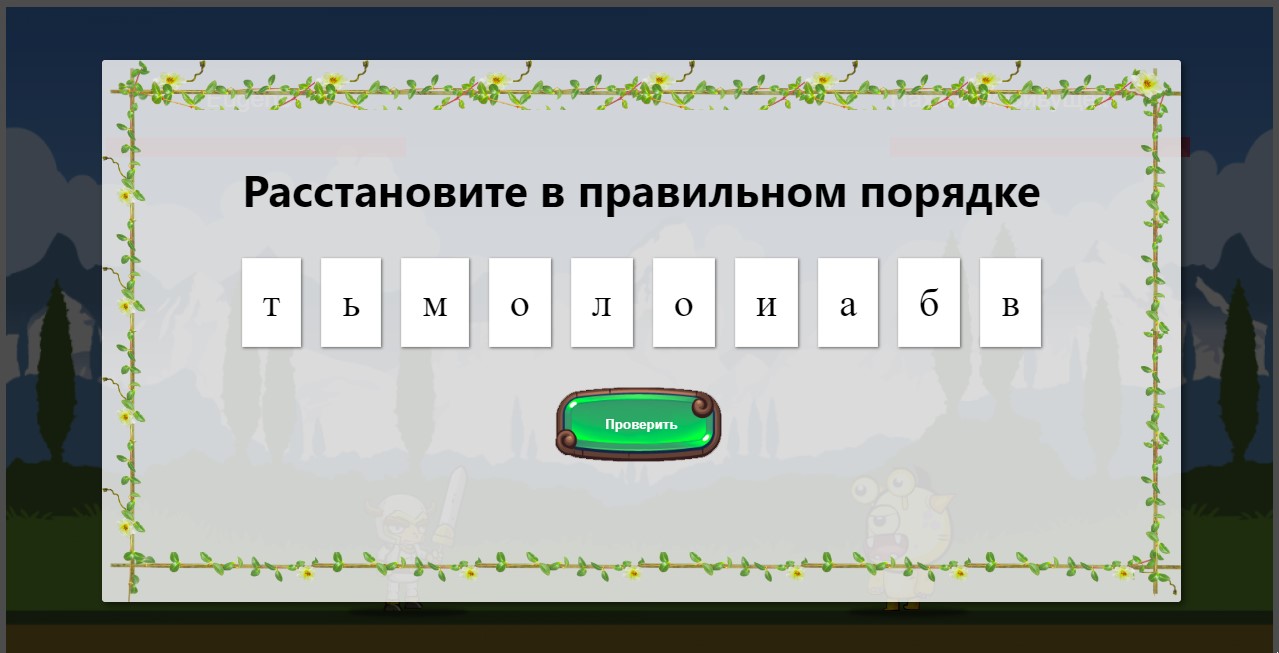 Расстановите в правильном порядке
т ь м о л о и а б в
Проверить